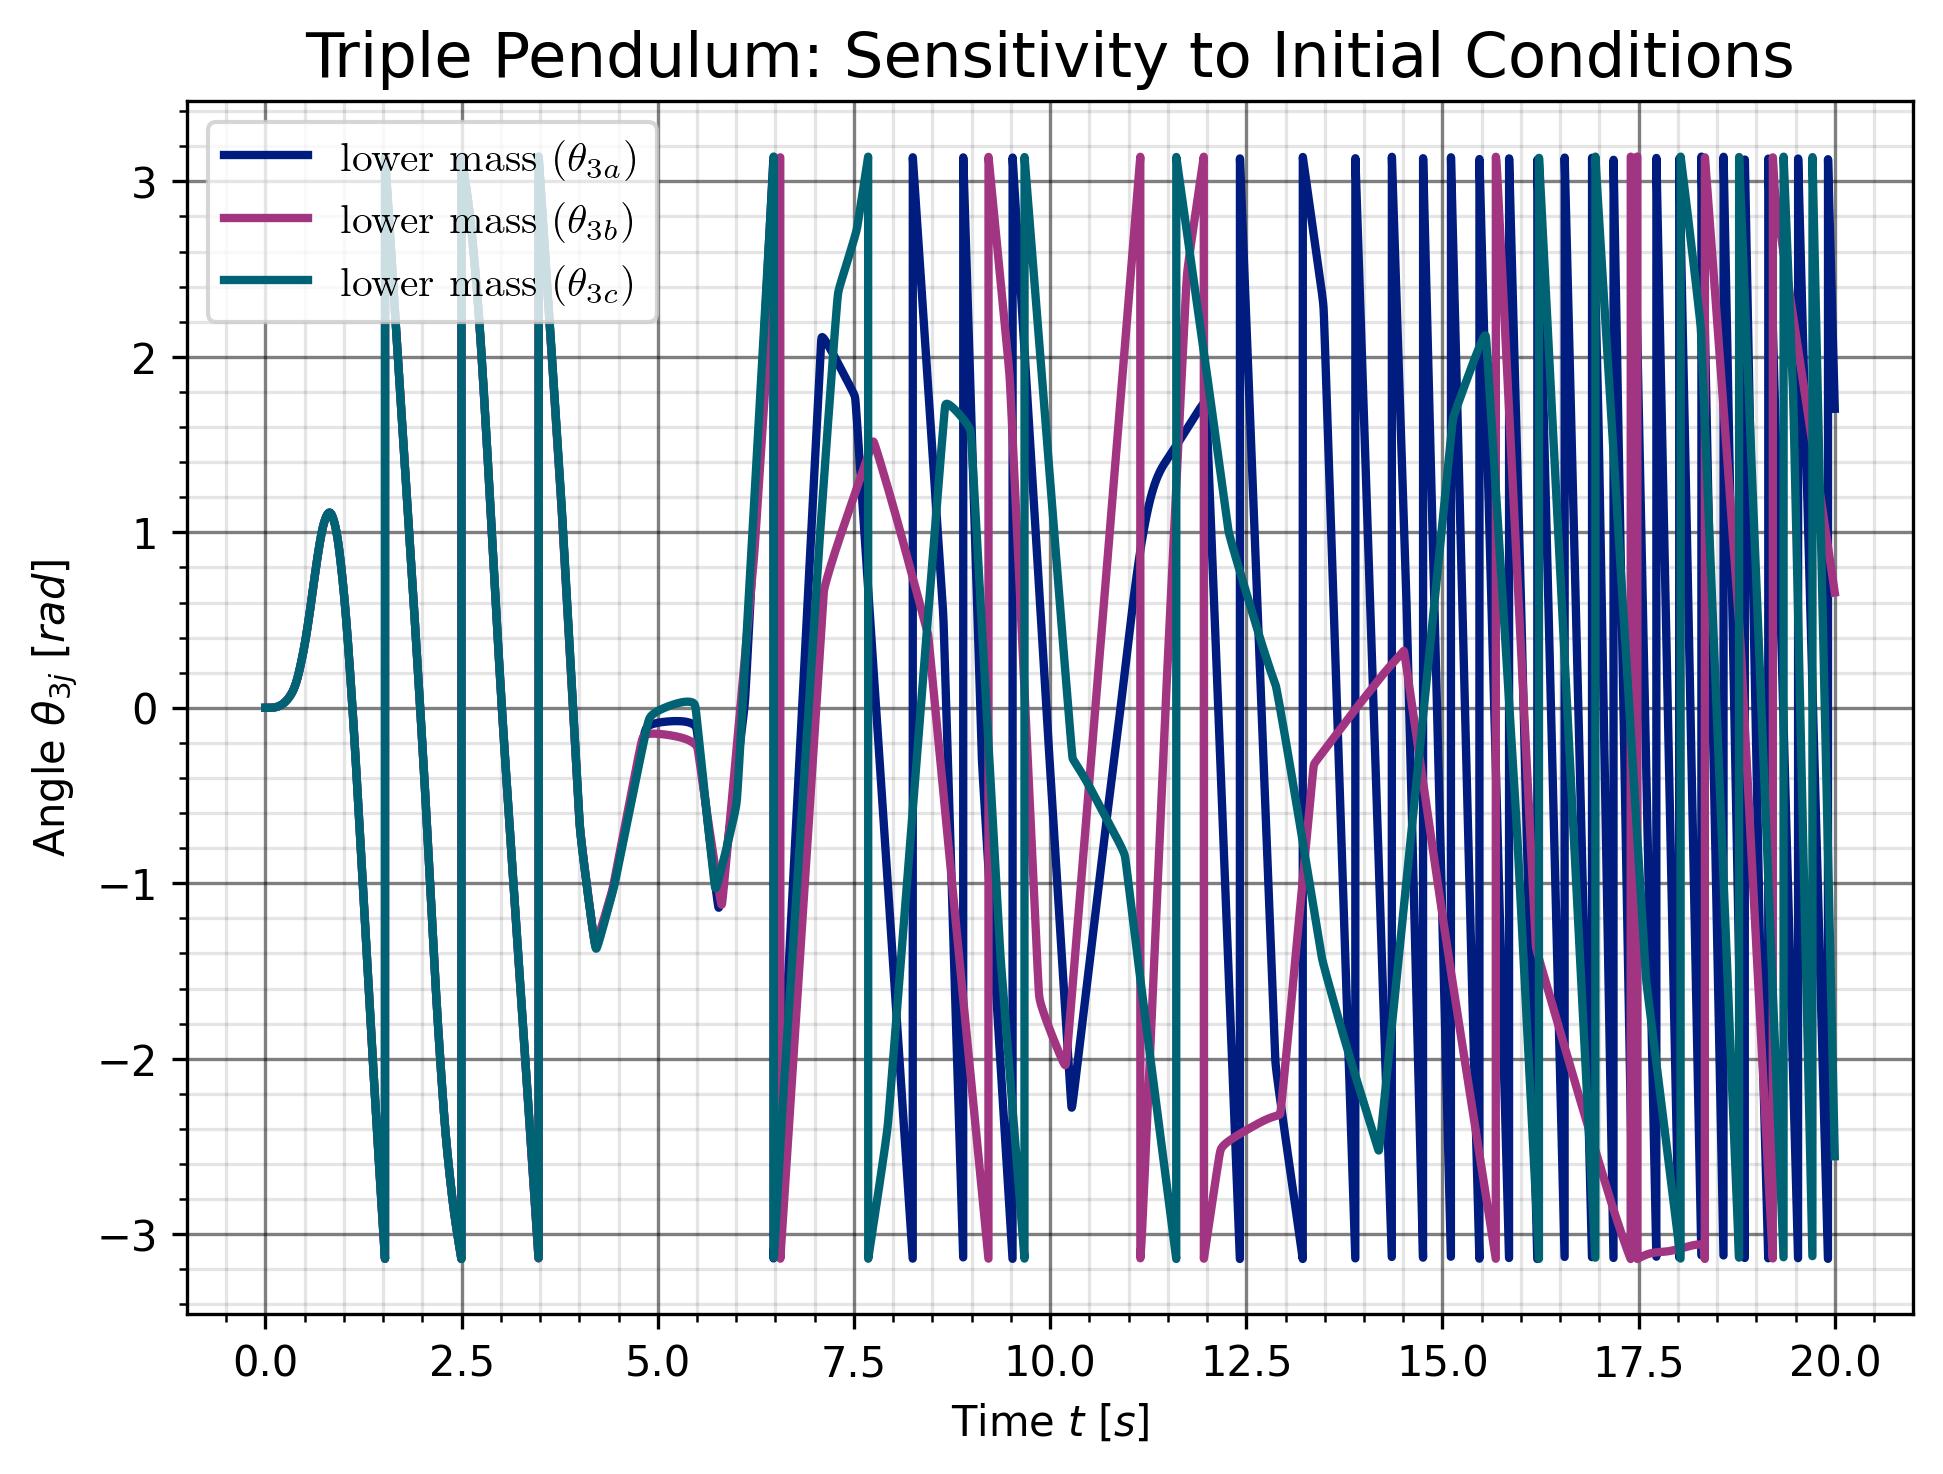 Triple Pendulum: Sensitivity to Initial Conditions
lower mass (θ3a)
lower mass (θ3b)
lower mass (θ3c)
3
2
1
0
−1
−2
−3
Angle θ3j [rad]
0.0 2.5 5.0 7.5 10.0 12.5 15.0 17.5 20.0
Time t [s]